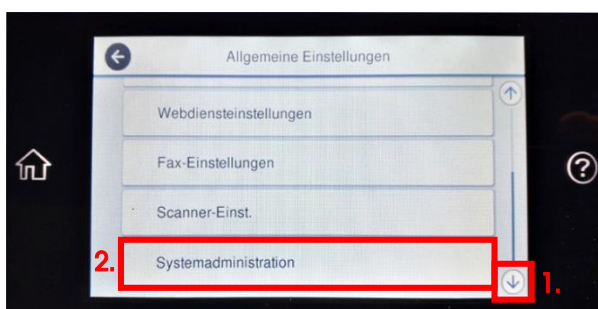 Allgemeine Einstellungen
Webdiensteinstellungen
Fax-Einstellungen
Scanner-Einst.
2. Systemadministration
1.